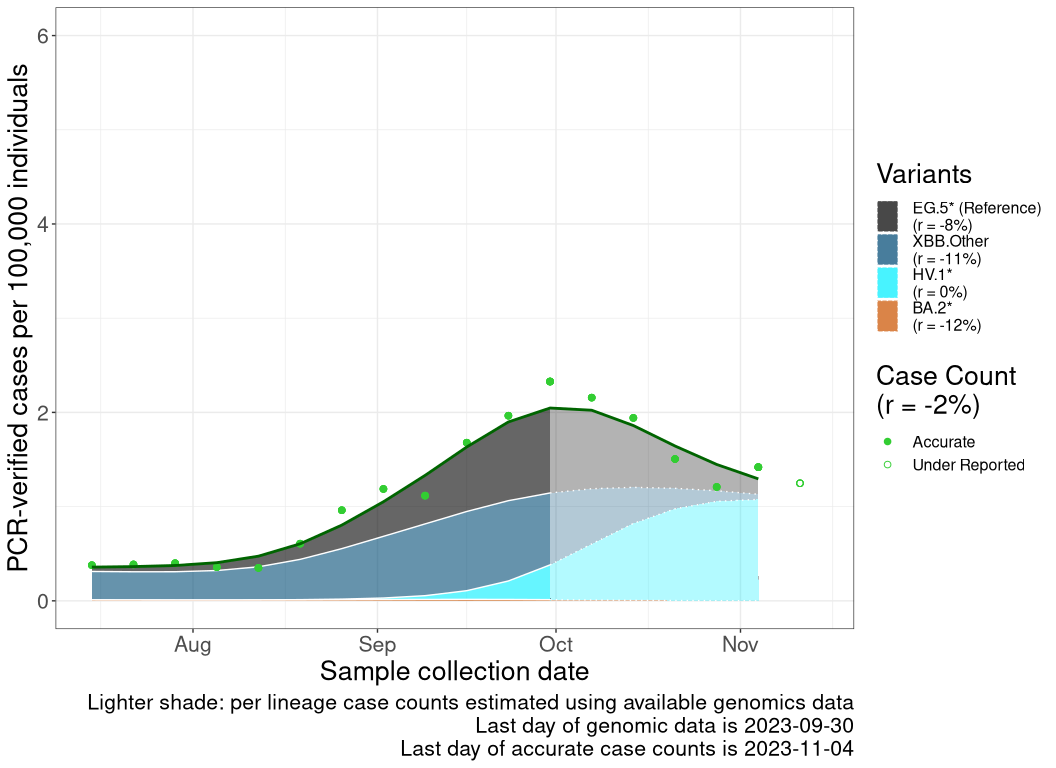 PCR-verified cases per 100,000 individuals
6
4
2
0
Aug Sep Oct Nov
Sample collection date
Lighter shade: per lineage case counts estimated using available genomics data
Last day of genomic data is 2023-09-30
Last day of accurate case counts is 2023-11-04
Variants
EG.5* (Reference)
(r = -8%)
XBB.Other
(r = -11%)
HV.1*
(r = 0%)
BA.2*
(r = -12%)
Case Count
(r = -2%)
Accurate
Under Reported